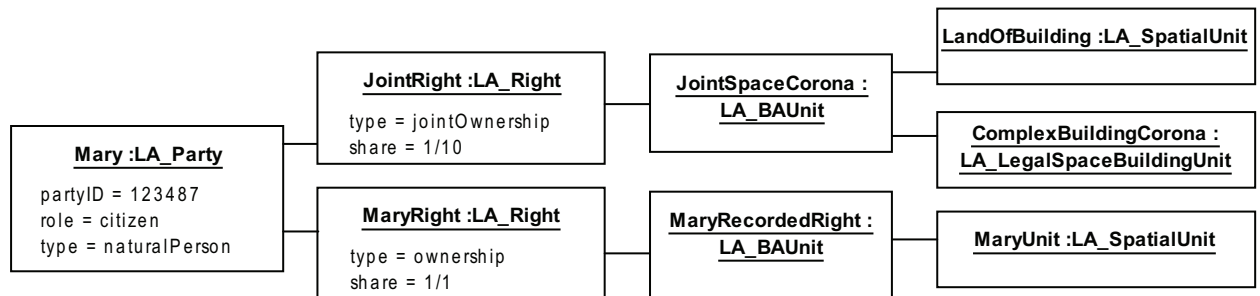 Mary :LA_Party
partyID = 123487
role = citizen
type = naturalPerson
JointRight :LA_Right
type = jointOwnership
share = 1/10
MaryRight :LA_Right
type = ownership
share = 1/1
JointSpaceCorona :
LA_BAUnit
MaryRecordedRight :
LA_BAUnit
LandOfBuilding :LA_SpatialUnit
ComplexBuildingCorona :
LA_LegalSpaceBuildingUnit
MaryUnit :LA_SpatialUnit